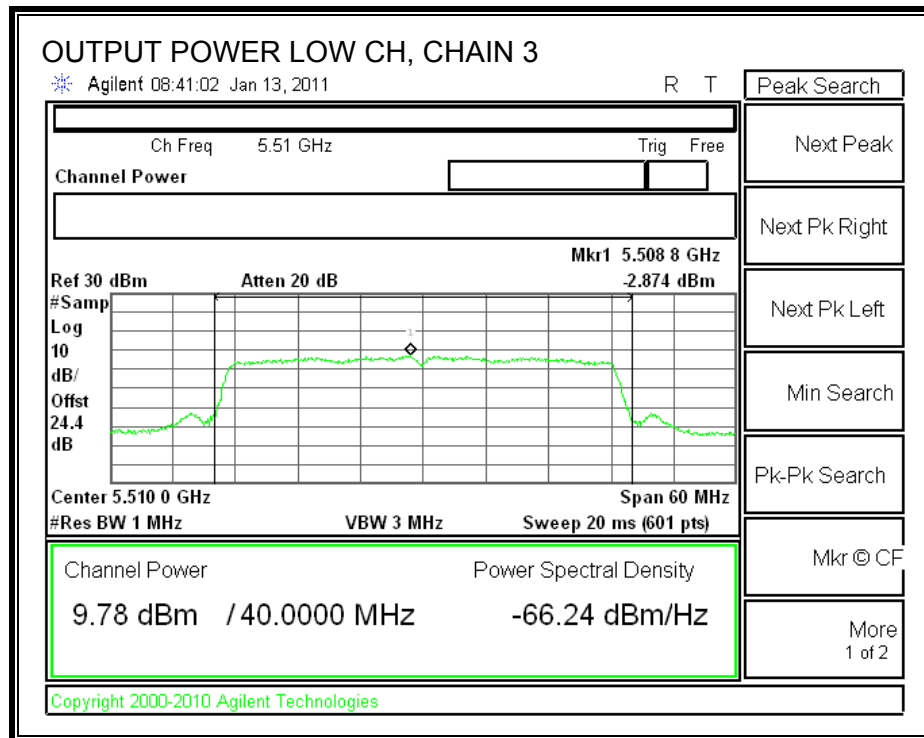 OUTPUT POWER LOW CH, CHAIN 3
Agilent 08:41:02 Jan 13, 2011 R T
Peak Search
Ch Freq 5.51 GHz Trig Free
Channel Power
Mkr1 5.508 8 GHz
Ref 30 dBm Atten 20 dB -2.874 dBm
#Samp
Log
10
dB/
Offst
24.4
dB
1
Center 5.510 0 GHz Span 60 MHz
#Res BW 1 MHz VBW 3 MHz Sweep 20 ms (601 pts)
Channel Power Power Spectral Density
9.78 dBm / 40.0000 MHz -66.24 dBm/Hz
Copyright 2000-2010 Agilent Technologies
Next Peak
Next Pk Right
Next Pk Left
Min Search
Pk-Pk Search
Mkr © CF
More
1 of 2